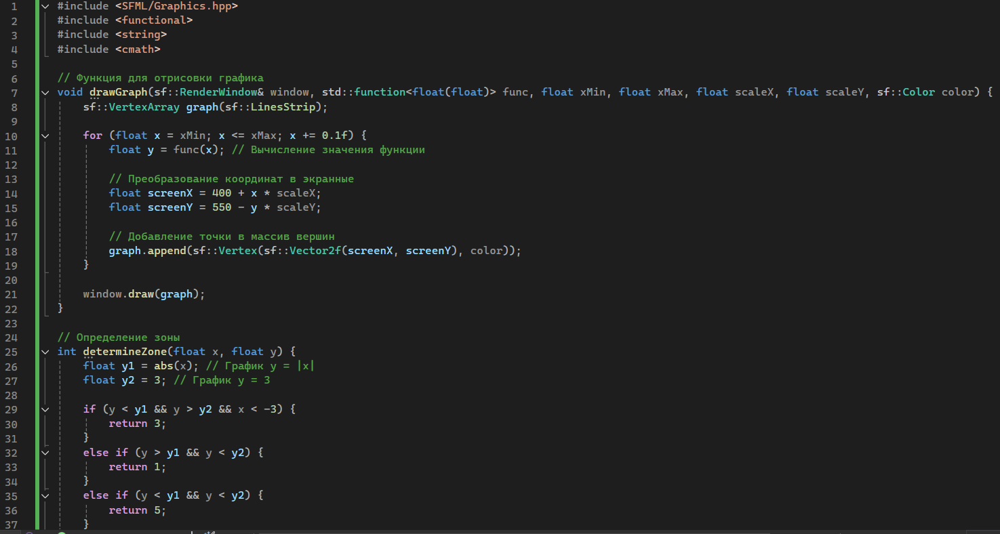 1 #include <SFML/Graphics.hpp>
2 #include <functional>
3 #include <string>
4 #include <cmath>
5
6 // Функция для отрисовки графика
7 void drawGraph(sf::RenderWindow& window, std::function<float(float)> func, float xMin, float xMax, float scaleX, float scaleY, sf::Color color) {
8     sf::VertexArray graph(sf::LinesStrip);
9
10     for (float x = xMin; x <= xMax; x += 0.1f) {
11         float y = func(x); // Вычисление значения функции
12
13         // Преобразование координат в экранные
14         float screenX = 400 + x * scaleX;
15         float screenY = 550 - y * scaleY;
16
17         // Добавление точки в массив вершин
18         graph.append(sf::Vertex(sf::Vector2f(screenX, screenY), color));
19     }
20
21     window.draw(graph);
22 }
23
24 // Определение зоны
25 int determineZone(float x, float y) {
26     float y1 = abs(x); // График y = |x|
27     float y2 = 3; // График y = 3
28
29     if (y < y1 && y > y2 && x < -3) {
30         return 3;
31     }
32     else if (y > y1 && y < y2) {
33         return 1;
34     }
35     else if (y < y1 && y < y2) {
36         return 5;
37     }